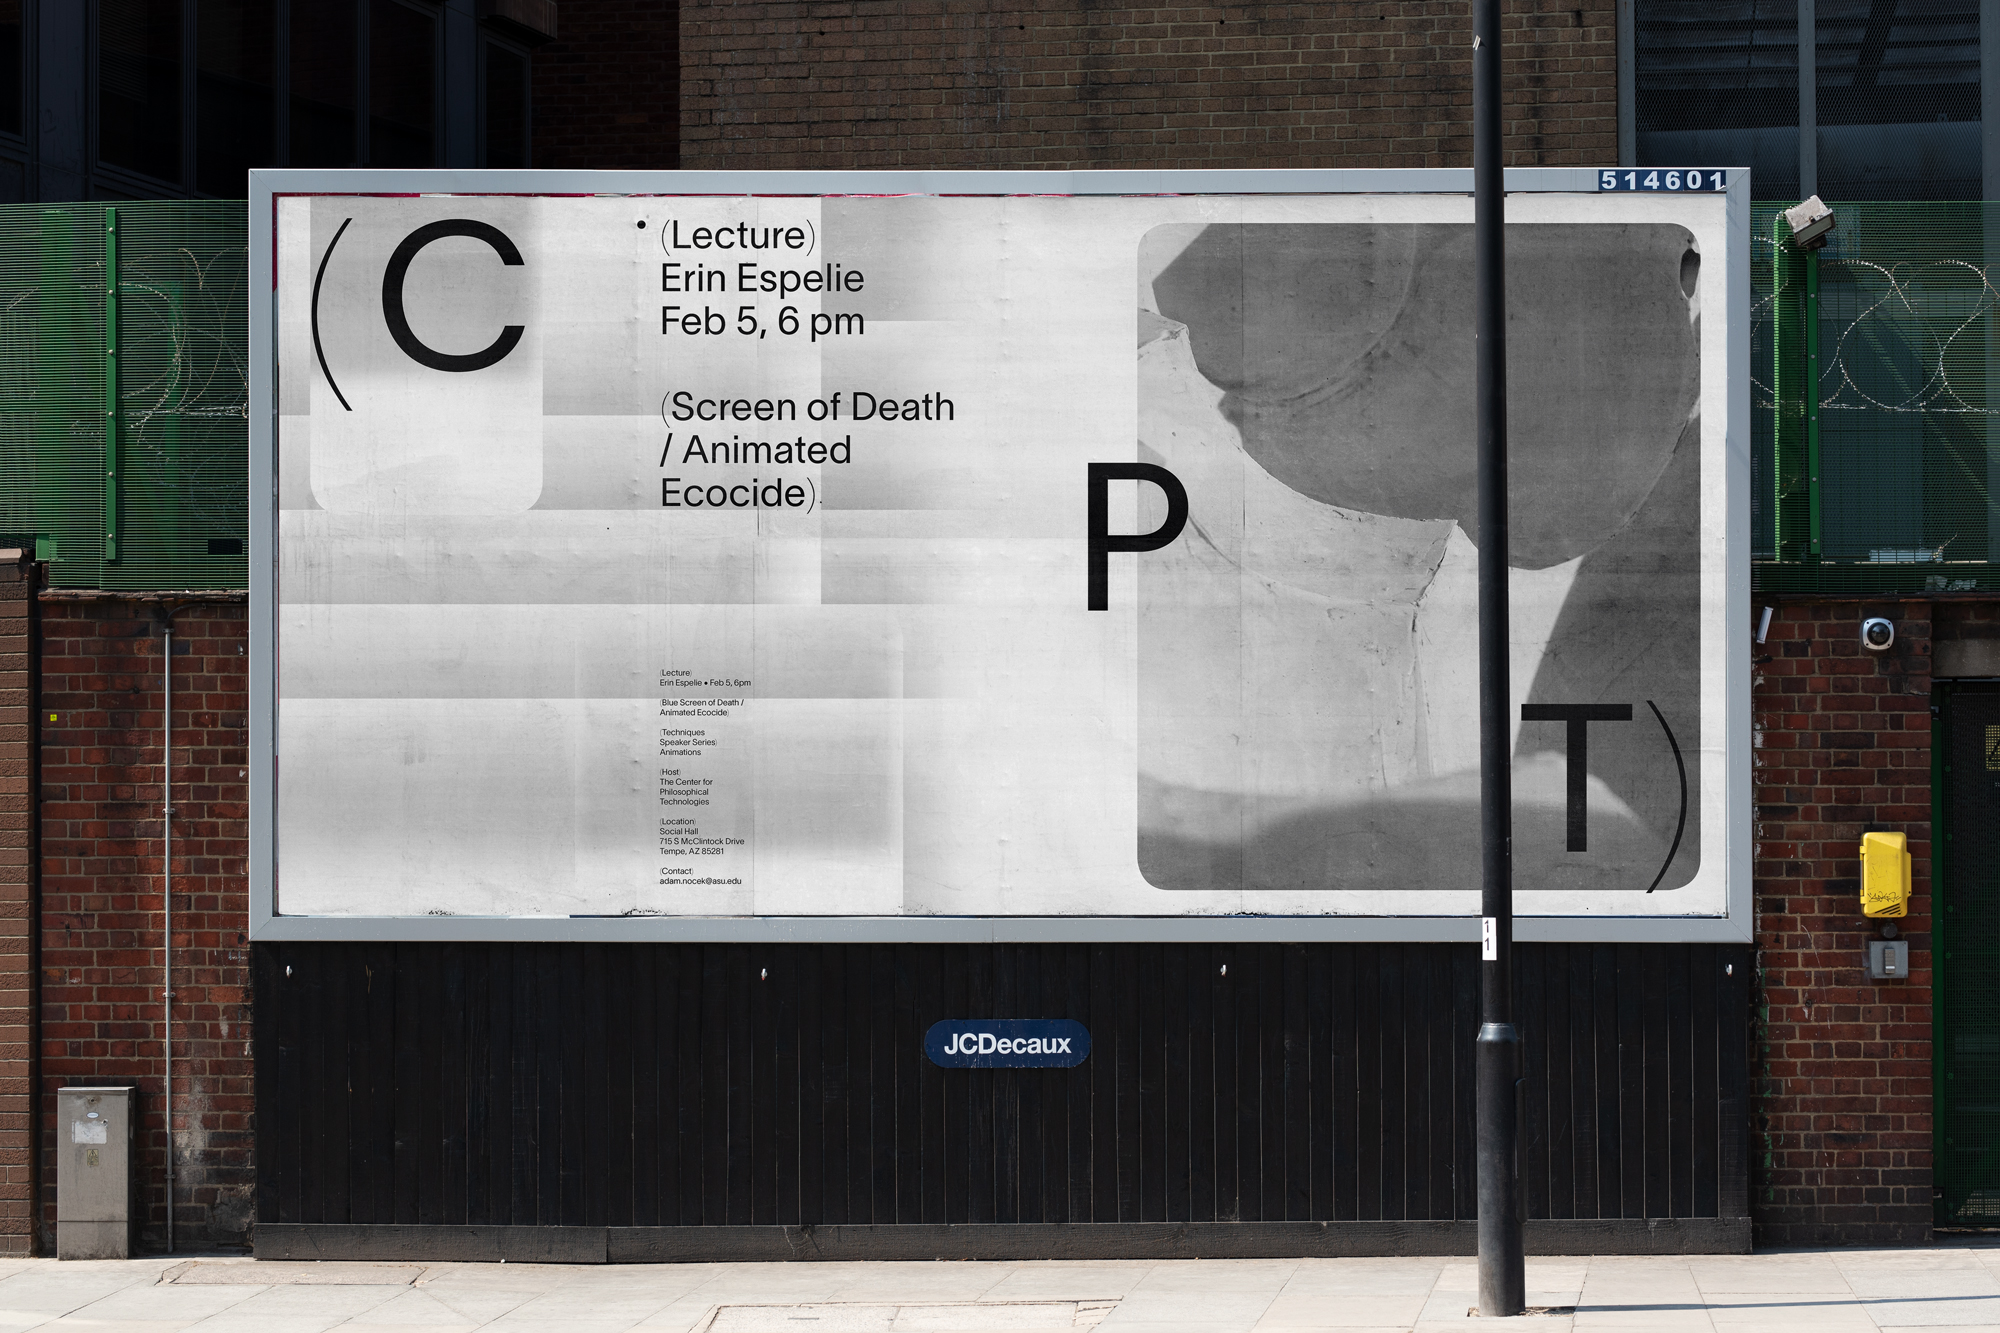 514601
(C
P
T)
(Lecture)
Erin Espelie
Feb 5, 6 pm
(Screen of Death
/ Animated
Ecocide)
(Lecture)
Erin Espelie • Feb 5, 6pm
(Blue Screen of Death /
Animated Ecocide)
(Techniques
Speaker Series)
Animations
(Host)
The Center for
Philosophical
Technologies
(Location)
Social Hall
715 S McClintock Drive
Tempe, AZ 85281
(Contact)
adam.nocek@asu.edu
1
1
JCDecaux